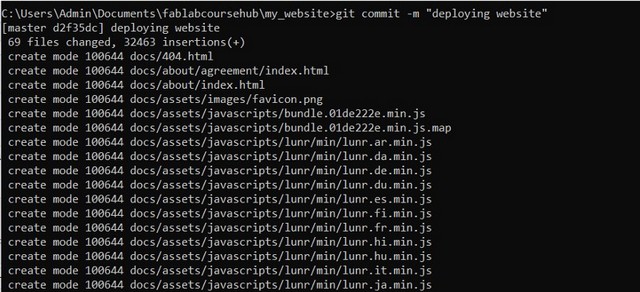 C:\Users\Admin\Documents\fablabcoursehub\my_website>git commit -m "deploying website"
[master d2f35dc] deploying website
 69 files changed, 32463 insertions(+)
 create mode 100644 docs/404.html
 create mode 100644 docs/about/agreement/index.html
 create mode 100644 docs/about/index.html
 create mode 100644 docs/assets/images/favicon.png
 create mode 100644 docs/assets/javascripts/bundle.01de222e.min.js
 create mode 100644 docs/assets/javascripts/bundle.01de222e.min.js.map
 create mode 100644 docs/assets/javascripts/lunr/min/lunr.ar.min.js
 create mode 100644 docs/assets/javascripts/lunr/min/lunr.da.min.js
 create mode 100644 docs/assets/javascripts/lunr/min/lunr.de.min.js
 create mode 100644 docs/assets/javascripts/lunr/min/lunr.du.min.js
 create mode 100644 docs/assets/javascripts/lunr/min/lunr.es.min.js
 create mode 100644 docs/assets/javascripts/lunr/min/lunr.fi.min.js
 create mode 100644 docs/assets/javascripts/lunr/min/lunr.fr.min.js
 create mode 100644 docs/assets/javascripts/lunr/min/lunr.hi.min.js
 create mode 100644 docs/assets/javascripts/lunr/min/lunr.hu.min.js
 create mode 100644 docs/assets/javascripts/lunr/min/lunr.it.min.js
 create mode 100644 docs/assets/javascripts/lunr/min/lunr.ja.min.js